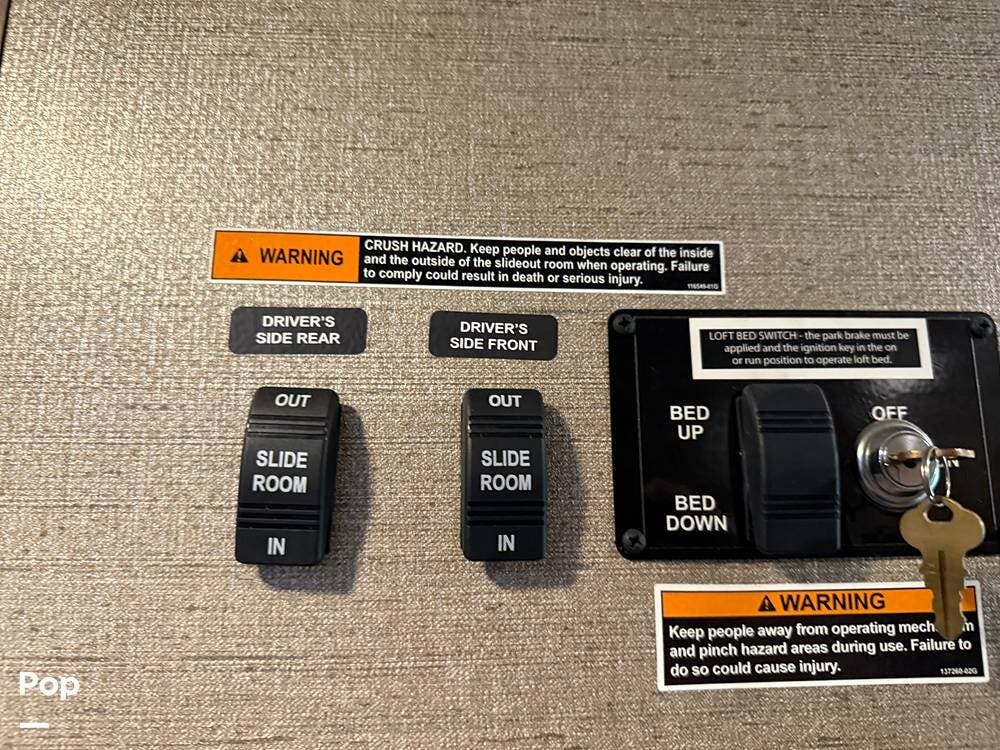 WARNING
CRUSH HAZARD. Keep people and objects clear of the inside
and the outside of the slideout room when operating. Failure
to comply could result in death or serious injury.
116549-01G
DRIVER'S
SIDE REAR
DRIVER'S
SIDE FRONT
OUT
SLIDE
ROOM
IN
OUT
SLIDE
ROOM
IN
LOFT BED SWITCH - the park brake must be
applied and the ignition key in the on
or run position to operate loft bed.
BED
UP
BED
DOWN
OFF
WARNING
Keep people away from operating
and pinch hazard areas during use. Failure to
do so could cause injury.
137260-02G
Pop